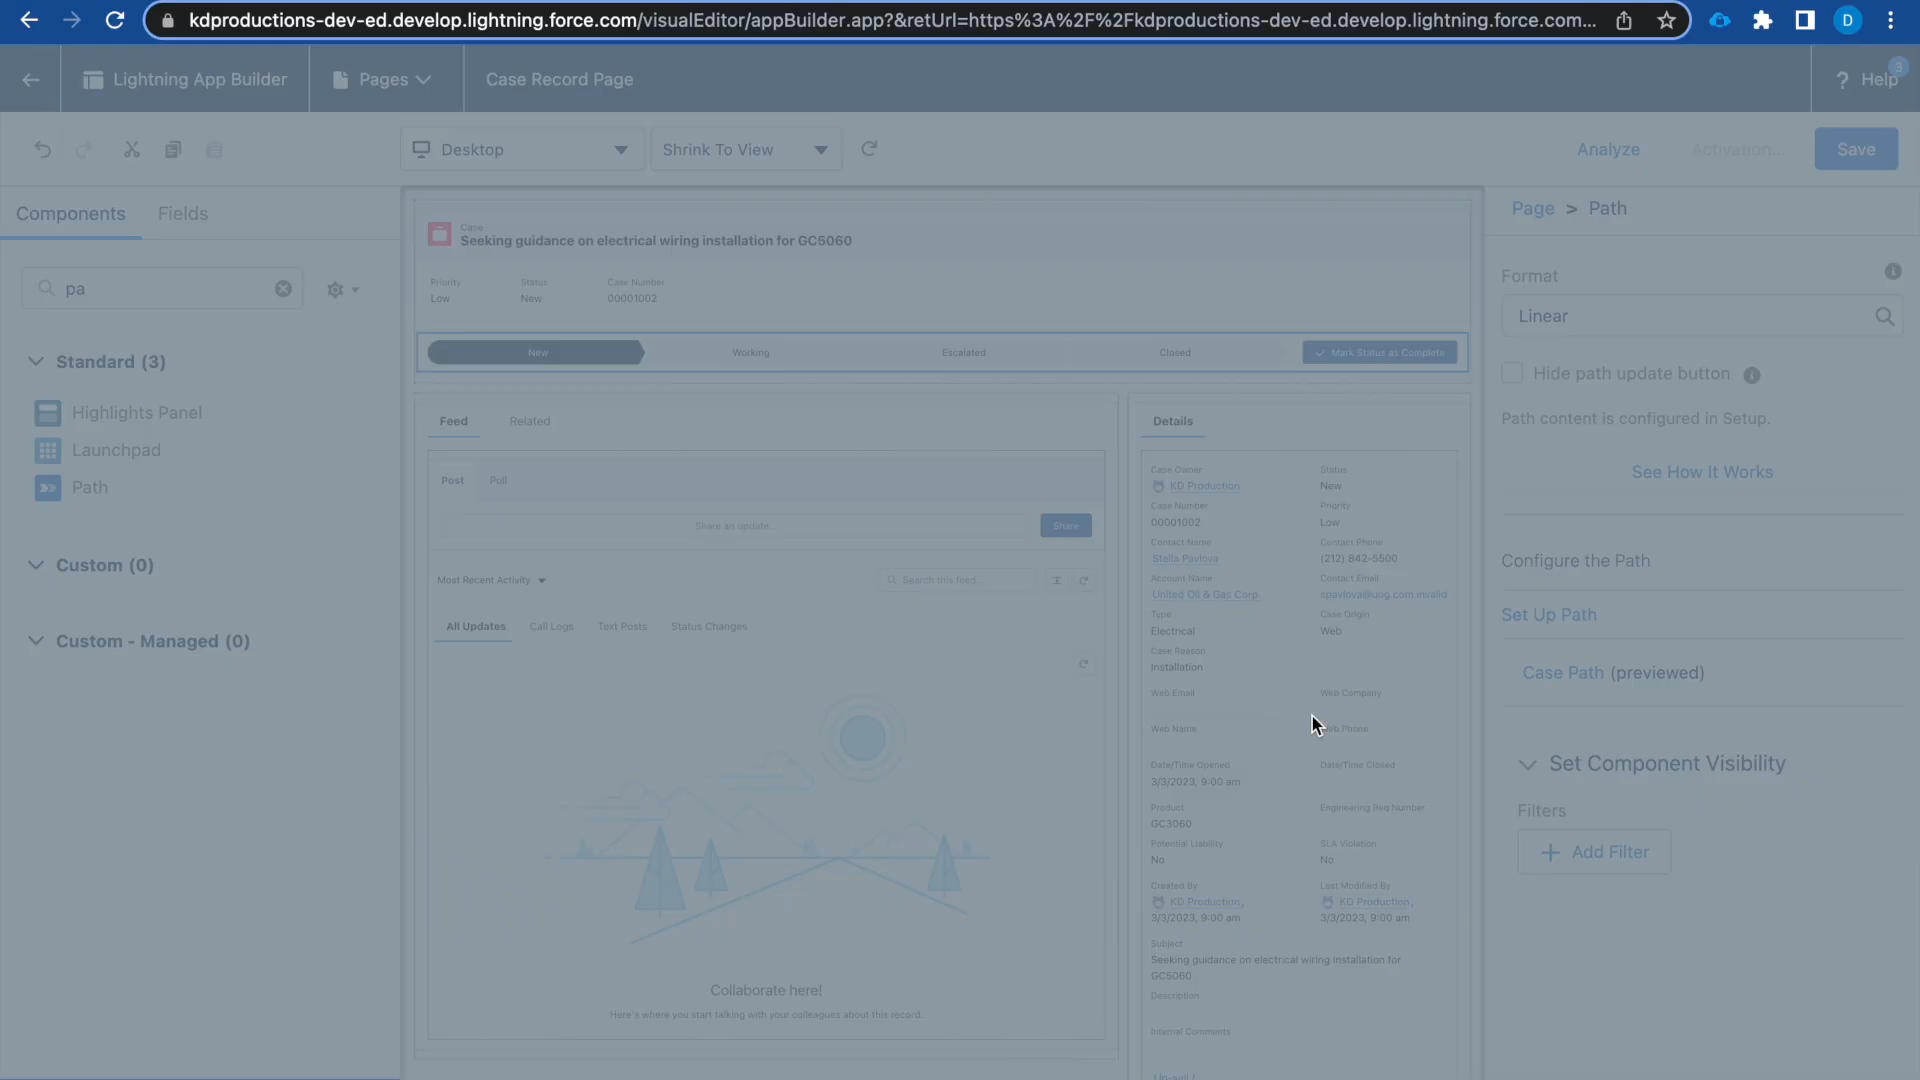 kdproductions-dev-ed.develop.lightning.force.com/visualEditor/appBuilder.app?&retUrl=https%3A%2F%2Fkdproductions-dev-ed.develop.lightning.force.com...
D
Lightning App Builder
Pages
Case Record Page
? Help
3
Desktop
Shrink To View
Analyze
Activation...
Save
Components
Fields
pa
Standard (3)
Highlights Panel
Launchpad
Path
Custom (0)
Custom - Managed (0)
Case
Seeking guidance on electrical wiring installation for GC5060
Priority
Status
Case Number
Low
New
00001002
New
Working
Escalated
Closed
Mark Status as Complete
Feed
Related
Post
Poll
Share an update...
Share
Most Recent Activity
Search this feed...
All Updates
Call Logs
Text Posts
Status Changes
Collaborate here!
Here's where you start talking with your colleagues about this record.
Details
Case Owner
Status
KD Production
New
Case Number
Priority
00001002
Low
Contact Name
Contact Phone
Stella Pavlova
(212) 842-5500
Account Name
Contact Email
United Oil & Gas Corp.
spavlova@uog.com.invalid
Type
Case Origin
Electrical
Web
Case Reason
Installation
Web Email
Web Company
Web Name
Web Phone
Date/Time Opened
Date/Time Closed
3/3/2023, 9:00 am
Product
Engineering Req Number
GC3060
Potential Liability
SLA Violation
No
No
Created By
Last Modified By
KD Production,
KD Production,
3/3/2023, 9:00 am
3/3/2023, 9:00 am
Subject
Seeking guidance on electrical wiring installation for
GC5060
Description
Internal Comments
Up-sell /
Page > Path
Format
Linear
Hide path update button
Path content is configured in Setup.
See How It Works
Configure the Path
Set Up Path
Case Path (previewed)
Set Component Visibility
Filters
Add Filter